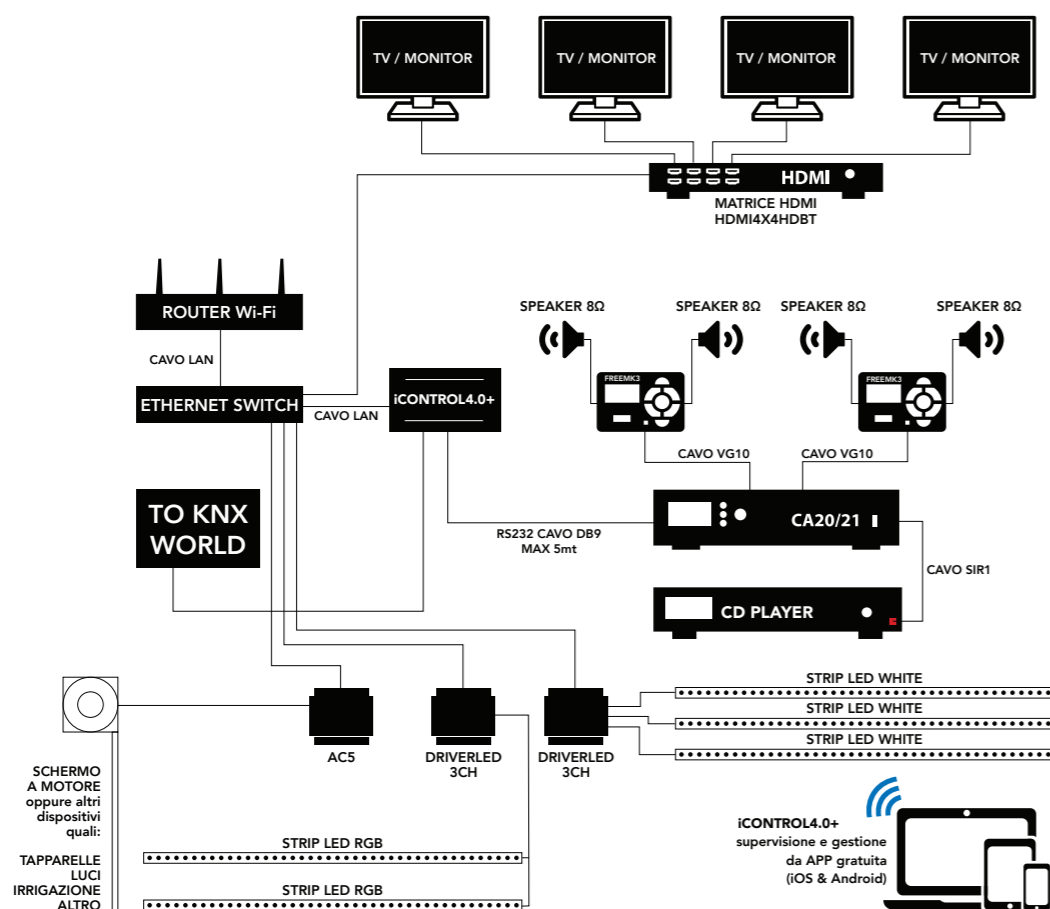 TV / MONITOR
TV / MONITOR
TV / MONITOR
TV / MONITOR
HDMI
MATRICE HDMI
HDMI4X4HDBT
ROUTER Wi-Fi
CAVO LAN
ETHERNET SWITCH
CAVO LAN
iCONTROL4.0+
SPEAKER 8Ω
SPEAKER 8Ω
SPEAKER 8Ω
SPEAKER 8Ω
FREEMK3
FREEMK3
CAVO VG10
CAVO VG10
TO KNX
WORLD
RS232 CAVO DB9
MAX 5mt
CA20/21
CAVO SIR1
CD PLAYER
AC5
DRIVERLED
3CH
DRIVERLED
3CH
STRIP LED WHITE
STRIP LED WHITE
STRIP LED WHITE
SCHERMO
A MOTORE
oppure altri
dispositivi
quali:
TAPPARELLE
LUCI
IRRIGAZIONE
ALTRO
STRIP LED RGB
STRIP LED RGB
iCONTROL4.0+
supervisione e gestione
da APP gratuita
(iOS & Android)